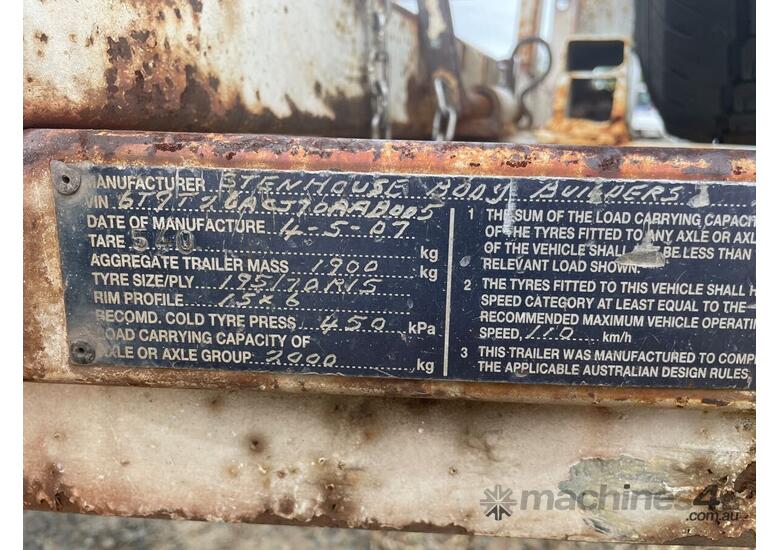 MANUFACTURER STENHOUSE BODY BUILDERS
VIN 6T9T26ACJ70AAB005
DATE OF MANUFACTURE 4-5-07
TARE 540 kg
AGGREGATE TRAILER MASS 1900 kg
TYRE SIZE/PLY 195/70R15
RIM PROFILE 15x6
RECOMD. COLD TYRE PRESS 450 kPa
LOAD CARRYING CAPACITY OF
AXLE OR AXLE GROUP 2000 kg
1 THE SUM OF THE LOAD CARRYING CAPACIT
OF THE TYRES FITTED TO ANY AXLE OR AXL
OF THE VEHICLE SHALL NOT BE LESS THAN
RELEVANT LOAD SHOWN.
2 THE TYRES FITTED TO THIS VEHICLE SHALL H
SPEED CATEGORY AT LEAST EQUAL TO THE
RECOMMENDED MAXIMUM VEHICLE OPERATI
SPEED, 110 km/h
3 THIS TRAILER WAS MANUFACTURED TO COMP
THE APPLICABLE AUSTRALIAN DESIGN RULES
machines4u
.com.au